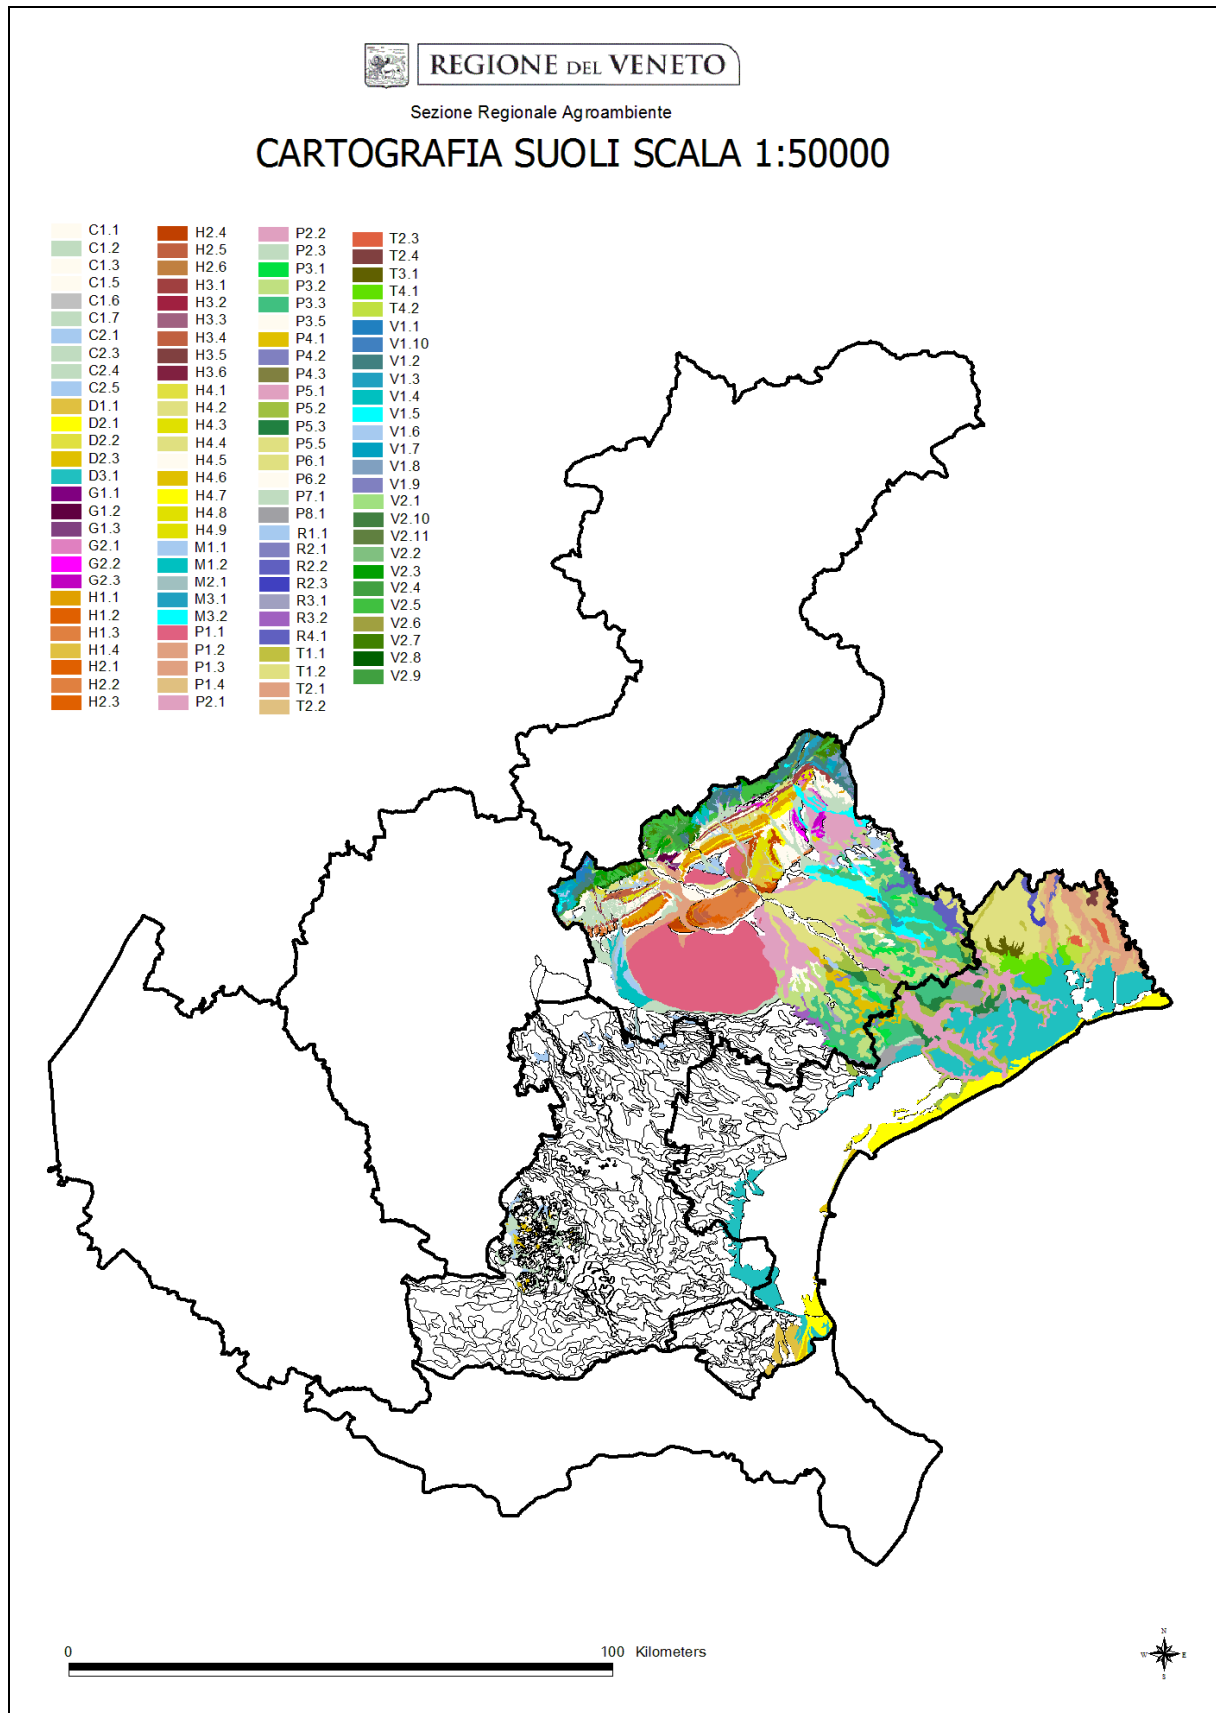 REGIONE DEL VENETO
Sezione Regionale Agroambiente
CARTOGRAFIA SUOLI SCALA 1:50000
C1.1
C1.2
C1.3
C1.5
C1.6
C1.7
C2.1
C2.3
C2.4
C2.5
D1.1
D2.1
D2.2
D2.3
D3.1
G1.1
G1.2
G1.3
G2.1
G2.2
G2.3
H1.1
H1.2
H1.3
H1.4
H2.1
H2.2
H2.3
H2.4
H2.5
H2.6
H3.1
H3.2
H3.3
H3.4
H3.5
H3.6
H4.1
H4.2
H4.3
H4.4
H4.5
H4.6
H4.7
H4.8
H4.9
M1.1
M1.2
M2.1
M3.1
M3.2
P1.1
P1.2
P1.3
P1.4
P2.1
P2.2
P2.3
P3.1
P3.2
P3.3
P3.5
P4.1
P4.2
P4.3
P5.1
P5.2
P5.3
P5.5
P6.1
P6.2
P7.1
P8.1
R1.1
R2.1
R2.2
R2.3
R3.1
R3.2
R4.1
T1.1
T1.2
T2.1
T2.2
T2.3
T2.4
T3.1
T4.1
T4.2
V1.1
V1.10
V1.2
V1.3
V1.4
V1.5
V1.6
V1.7
V1.8
V1.9
V2.1
V2.10
V2.11
V2.2
V2.3
V2.4
V2.5
V2.6
V2.7
V2.8
V2.9
0 100 Kilometers
N
W E
S